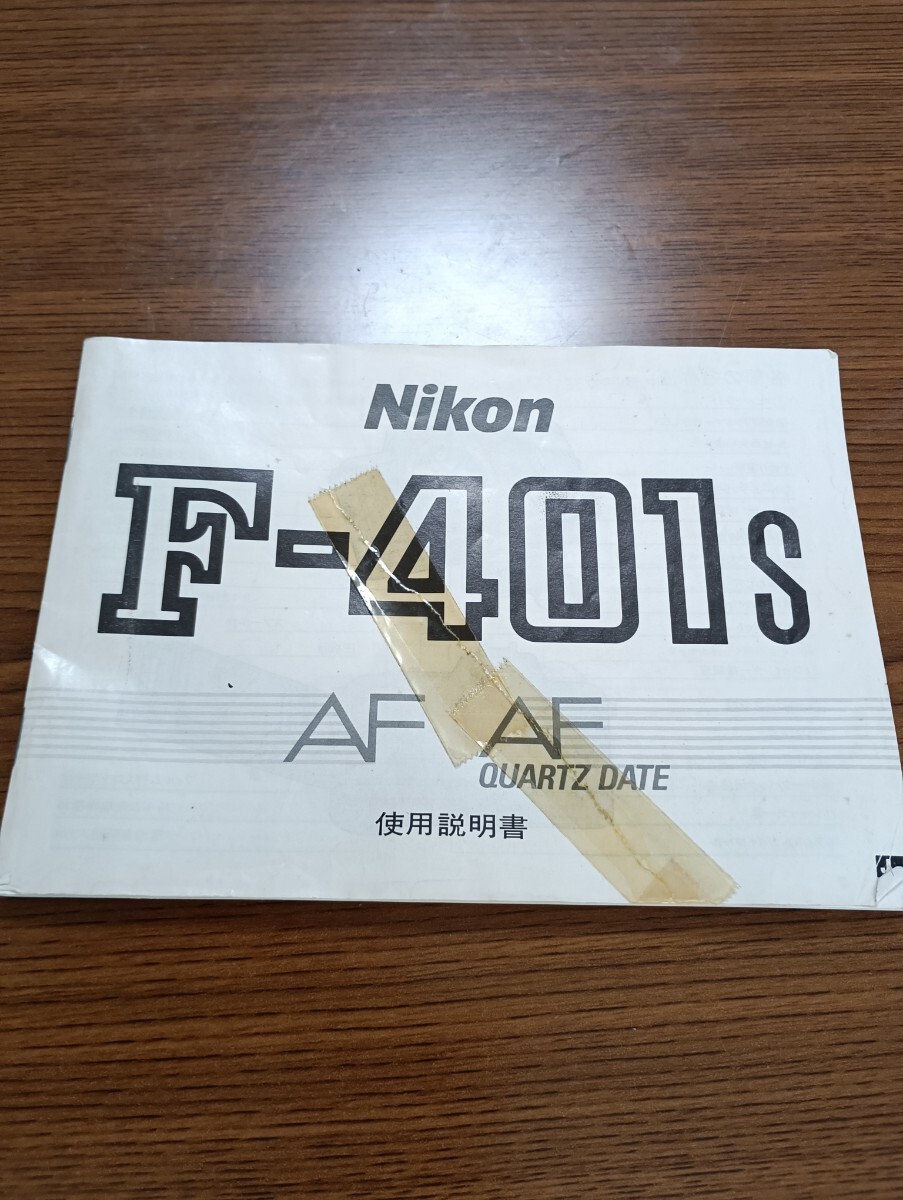 Nikon
F-401s
AF AF
QUARTZ DATE
使用説明書